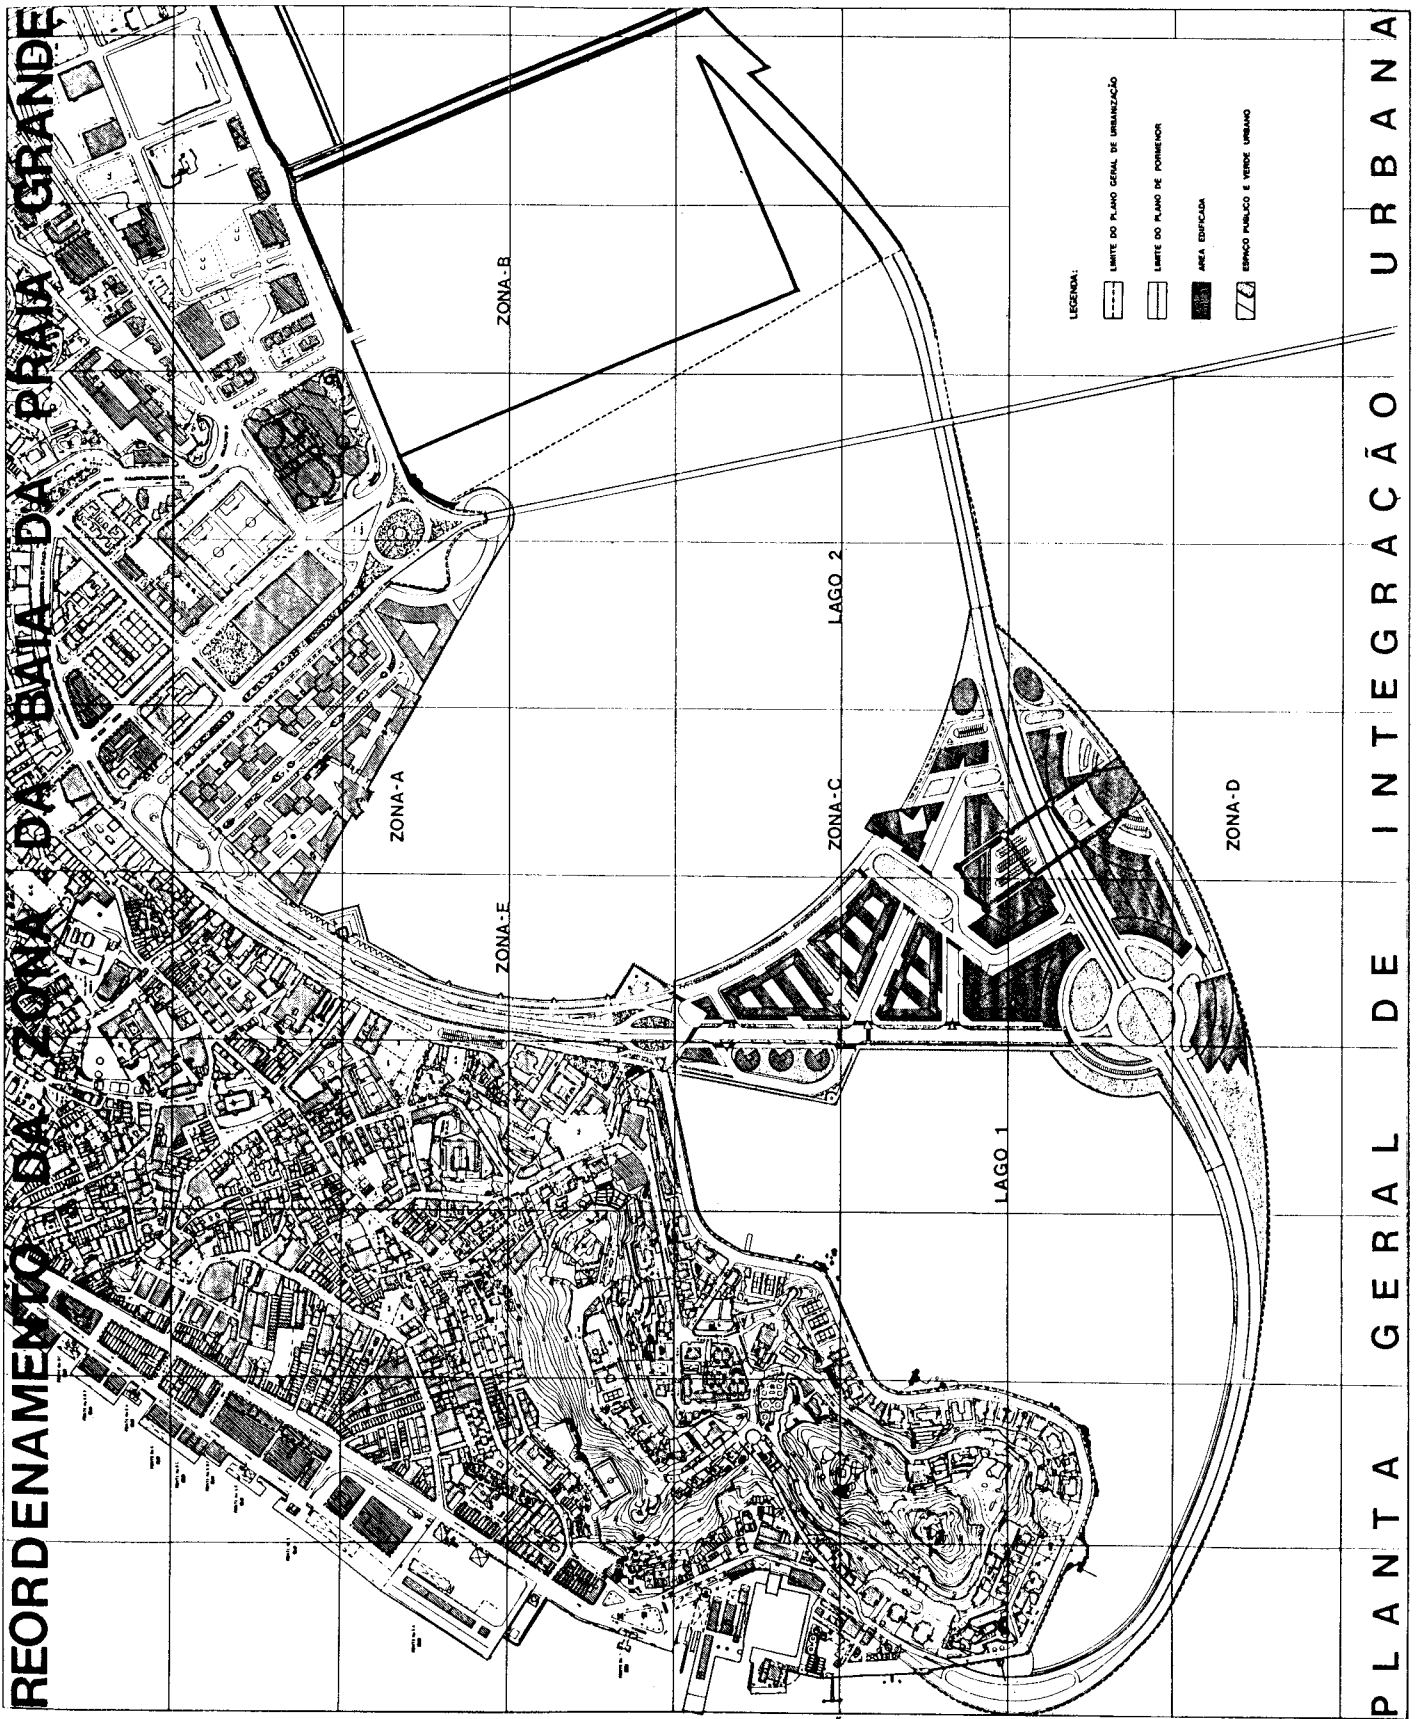 REORDENAMENTO DA ZONA DA BAIA DA PRAIA GRANDE
ZONA-B
ZONA-A
ZONA-E
LAGO 2
ZONA-C
LAGO 1
ZONA-D
LEGENDA:
LIMITE DO PLANO GERAL DE URBANIZAÇÃO
LIMITE DO PLANO DE PORMENOR
AREA EDIFICADA
ESPAÇO PUBLICO E VERDE URBANO
PLANTA GERAL DE INTEGRAÇÃO URBANA